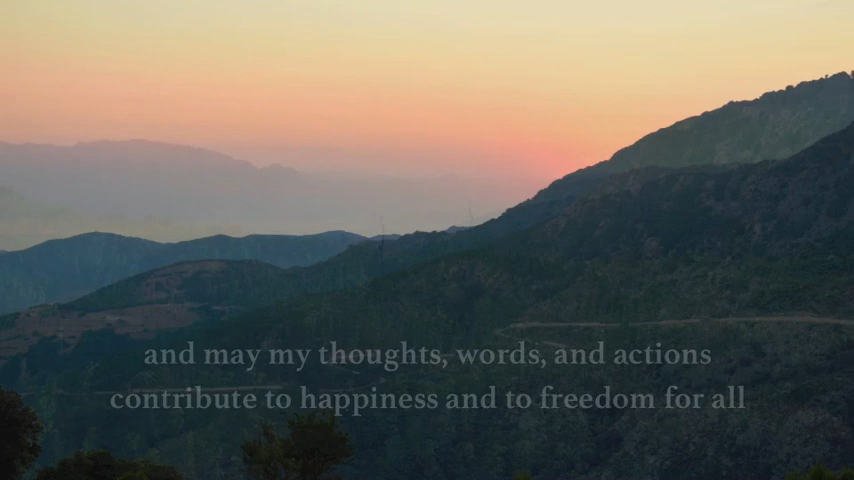 and may my thoughts, words, and actions
contribute to happiness and to freedom for all